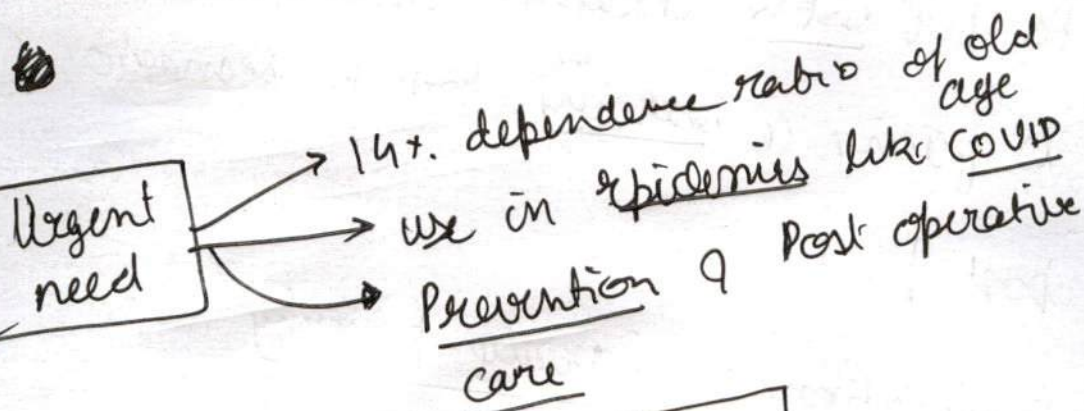 Urgent
need
14%. dependence ratio of old
age
use in epidemics like COVID
Prevention & Post operative
care